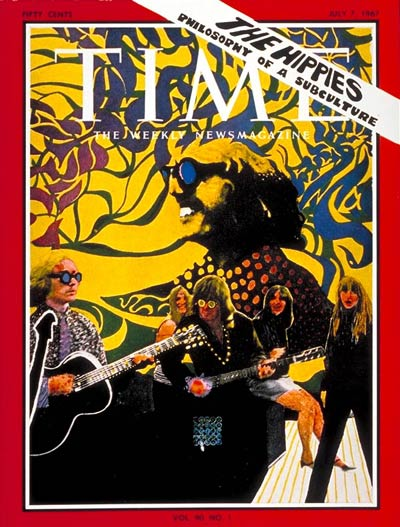 FIFTY CENTS
JULY 7, 1967
THE HIPPIES
PHILOSOPHY OF A SUBCULTURE
TIME
THE WEEKLY NEWSMAGAZINE
VOL. 90 NO. 1